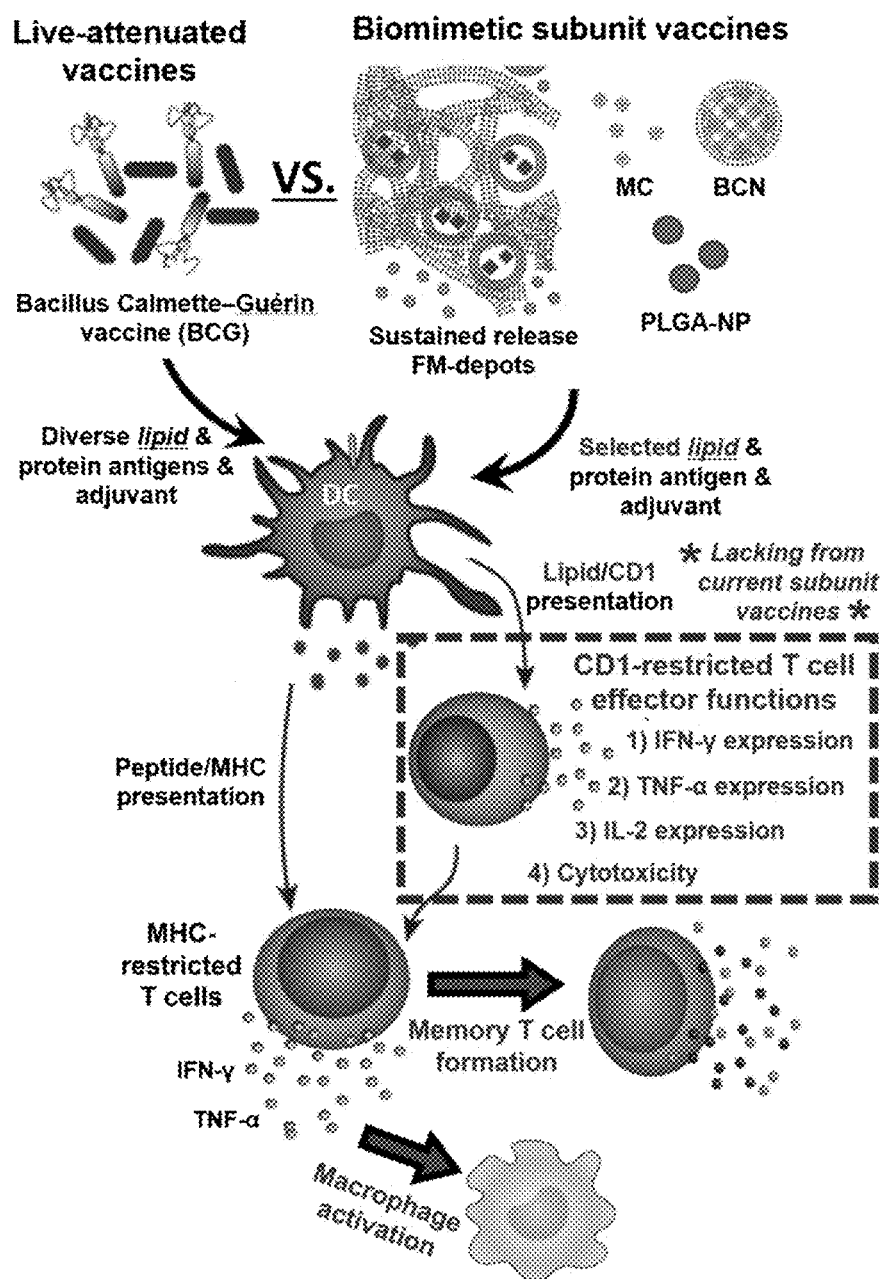 Live-attenuated
vaccines
VS.
Biomimetic subunit vaccines
MC
BCN
PLGA-NP
Bacillus Calmette–Guérin
vaccine (BCG)
Sustained release
FM-depots
Diverse lipid &
protein antigens &
adjuvant
DC
Selected lipid &
protein antigen &
adjuvant
Lipid/CD1
presentation
* Lacking from
current subunit
vaccines *
CD1-restricted T cell
effector functions
1) IFN-γ expression
2) TNF-α expression
3) IL-2 expression
4) Cytotoxicity
Peptide/MHC
presentation
MHC-
restricted
T cells
IFN-γ
TNF-α
Memory T cell
formation
Macrophage
activation